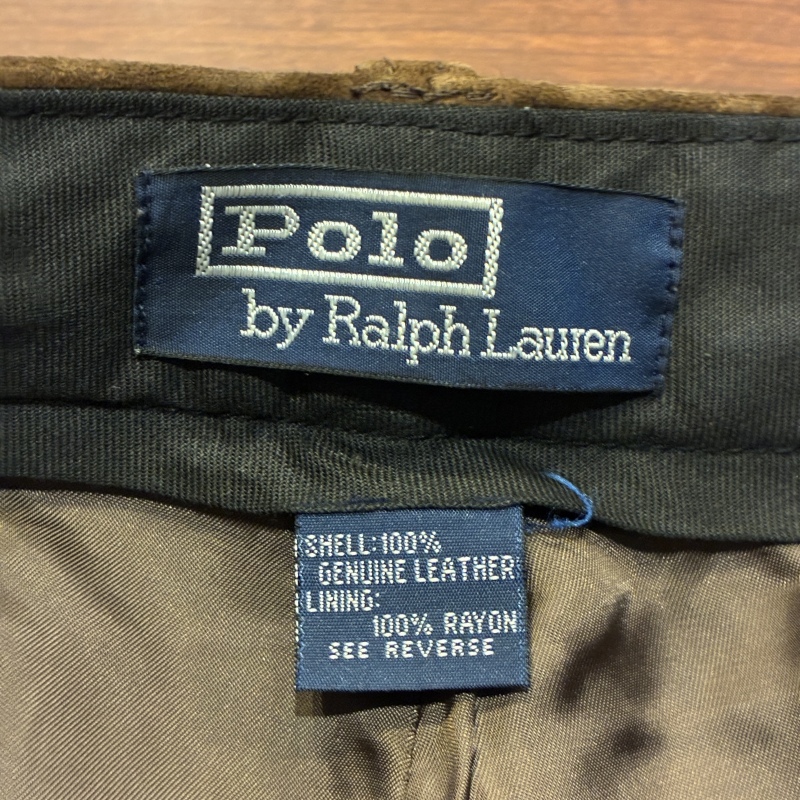 Polo
by Ralph Lauren
SHELL:100%
GENUINE LEATHER
LINING:
100% RAYON
SEE REVERSE